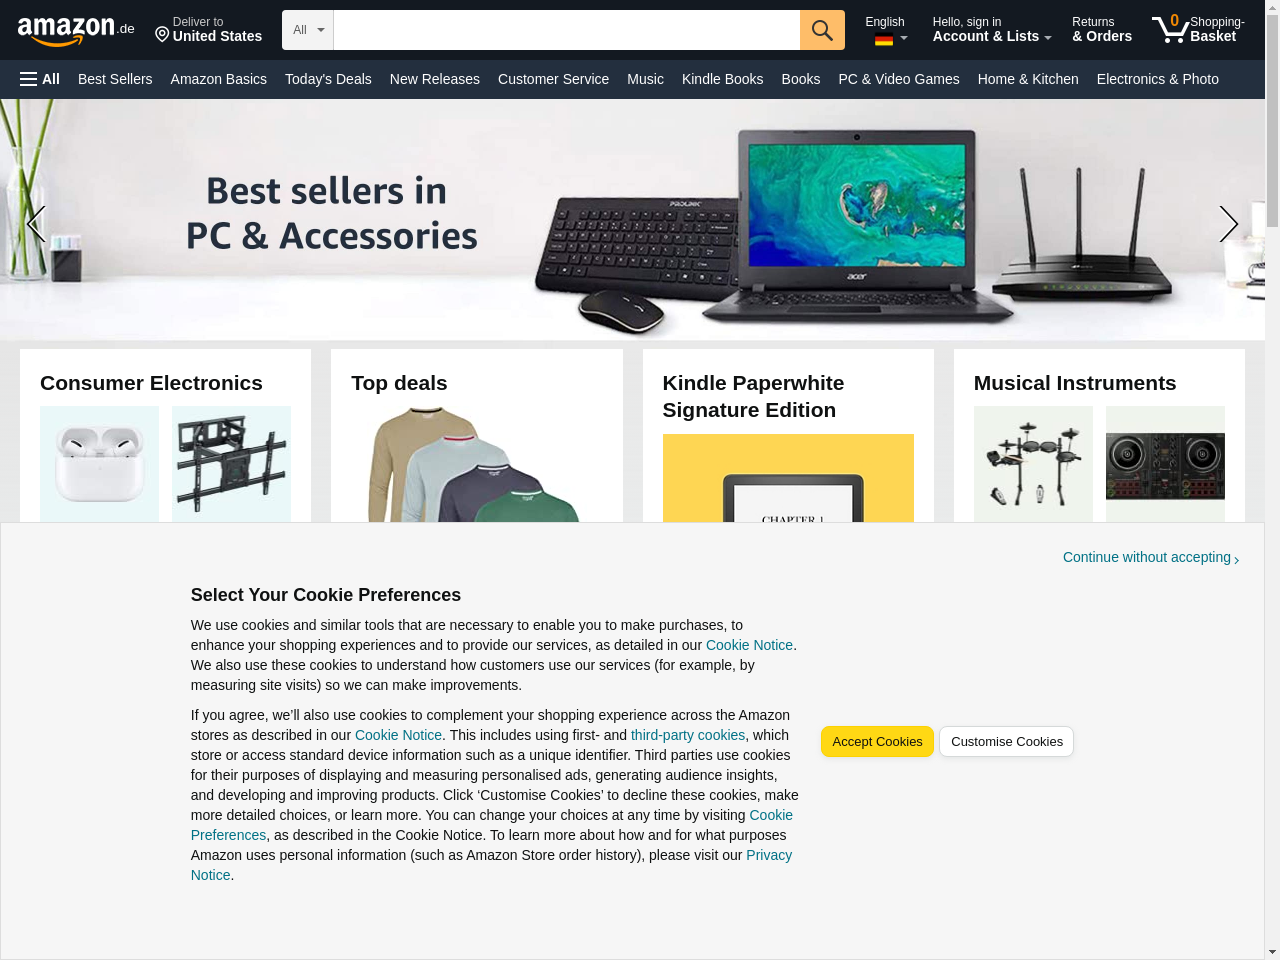 amazon.de
Deliver to
United States
All
English
Hello, sign in
Account & Lists
Returns
& Orders
0
Shopping-
Basket
All
Best Sellers
Amazon Basics
Today's Deals
New Releases
Customer Service
Music
Kindle Books
Books
PC & Video Games
Home & Kitchen
Electronics & Photo
Best sellers in
PC & Accessories
PROLINK
acer
Consumer Electronics
Top deals
Kindle Paperwhite
Signature Edition
CHAPTER 1
Musical Instruments
Continue without accepting
Select Your Cookie Preferences
We use cookies and similar tools that are necessary to enable you to make purchases, to
enhance your shopping experiences and to provide our services, as detailed in our Cookie Notice.
We also use these cookies to understand how customers use our services (for example, by
measuring site visits) so we can make improvements.
If you agree, we’ll also use cookies to complement your shopping experience across the Amazon
stores as described in our Cookie Notice. This includes using first- and third-party cookies, which
store or access standard device information such as a unique identifier. Third parties use cookies
for their purposes of displaying and measuring personalised ads, generating audience insights,
and developing and improving products. Click ‘Customise Cookies’ to decline these cookies, make
more detailed choices, or learn more. You can change your choices at any time by visiting Cookie
Preferences, as described in the Cookie Notice. To learn more about how and for what purposes
Amazon uses personal information (such as Amazon Store order history), please visit our Privacy
Notice.
Accept Cookies
Customise Cookies